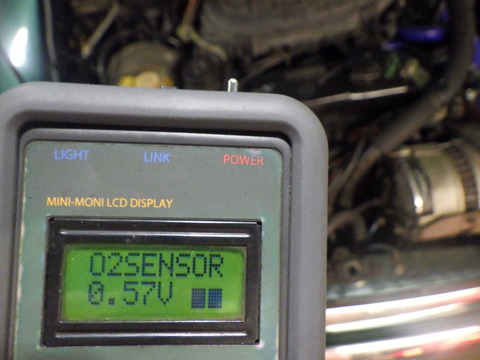 LIGHT LINK POWER
MINI-MONI LCD DISPLAY
O2SENSOR
0.57V